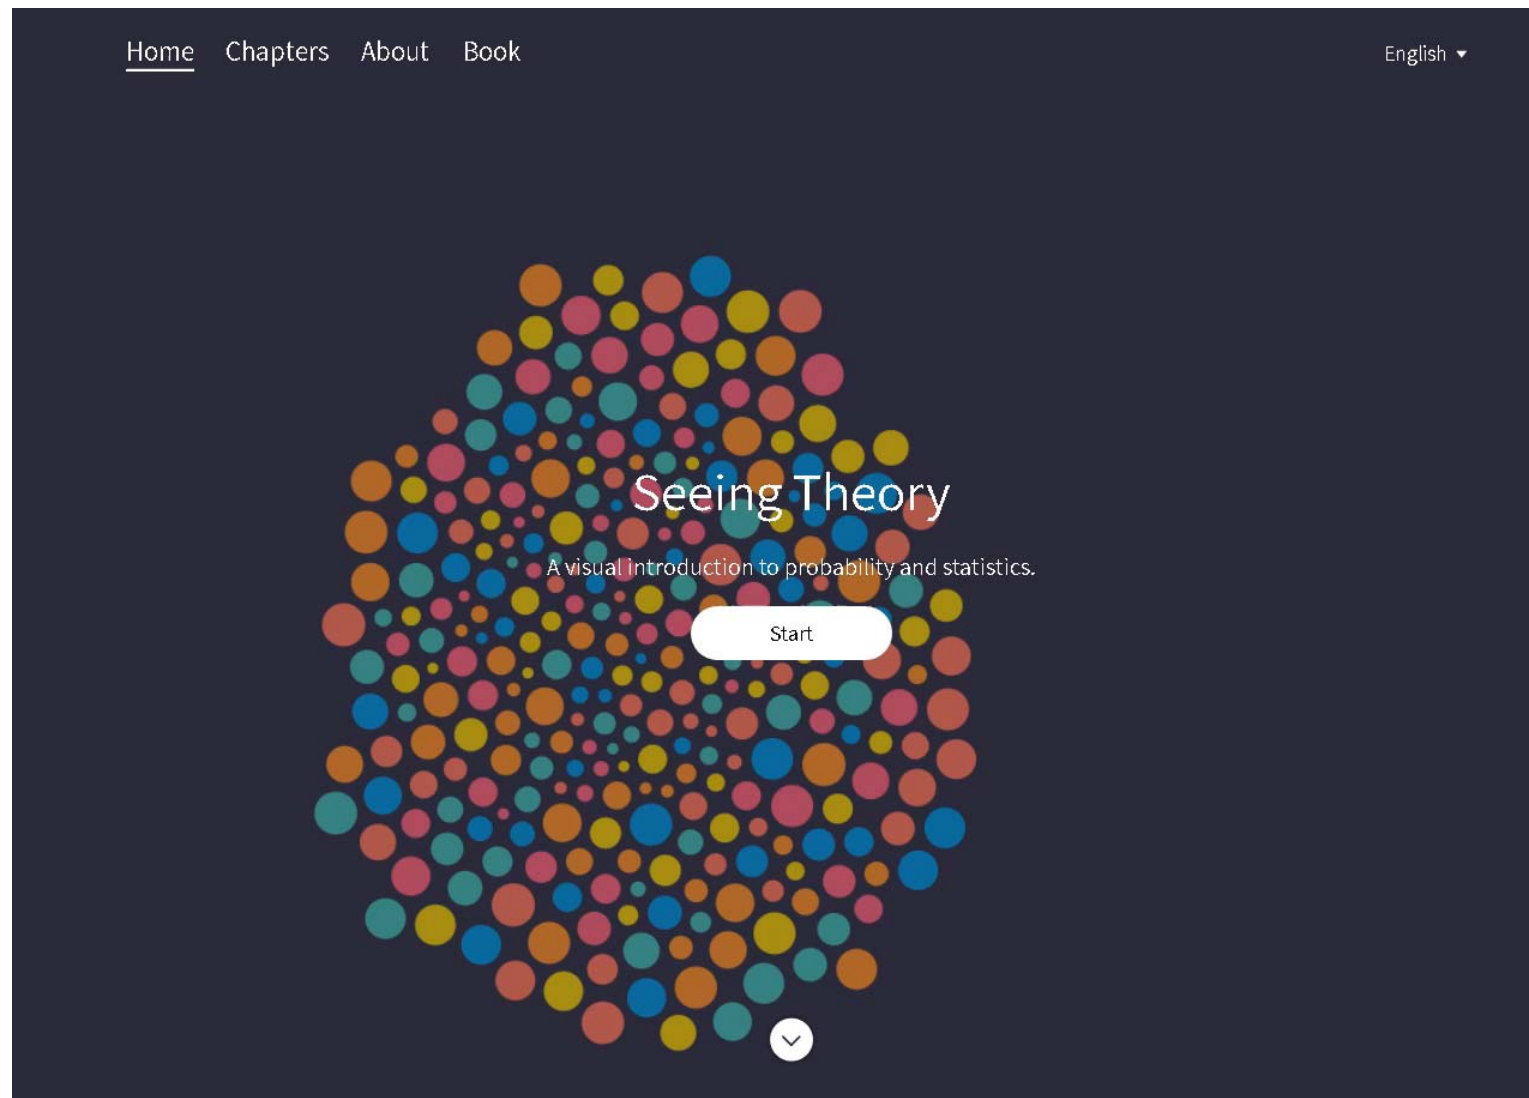 Home Chapters About Book English
Seeing Theory
A visual introduction to probability and statistics.
Start